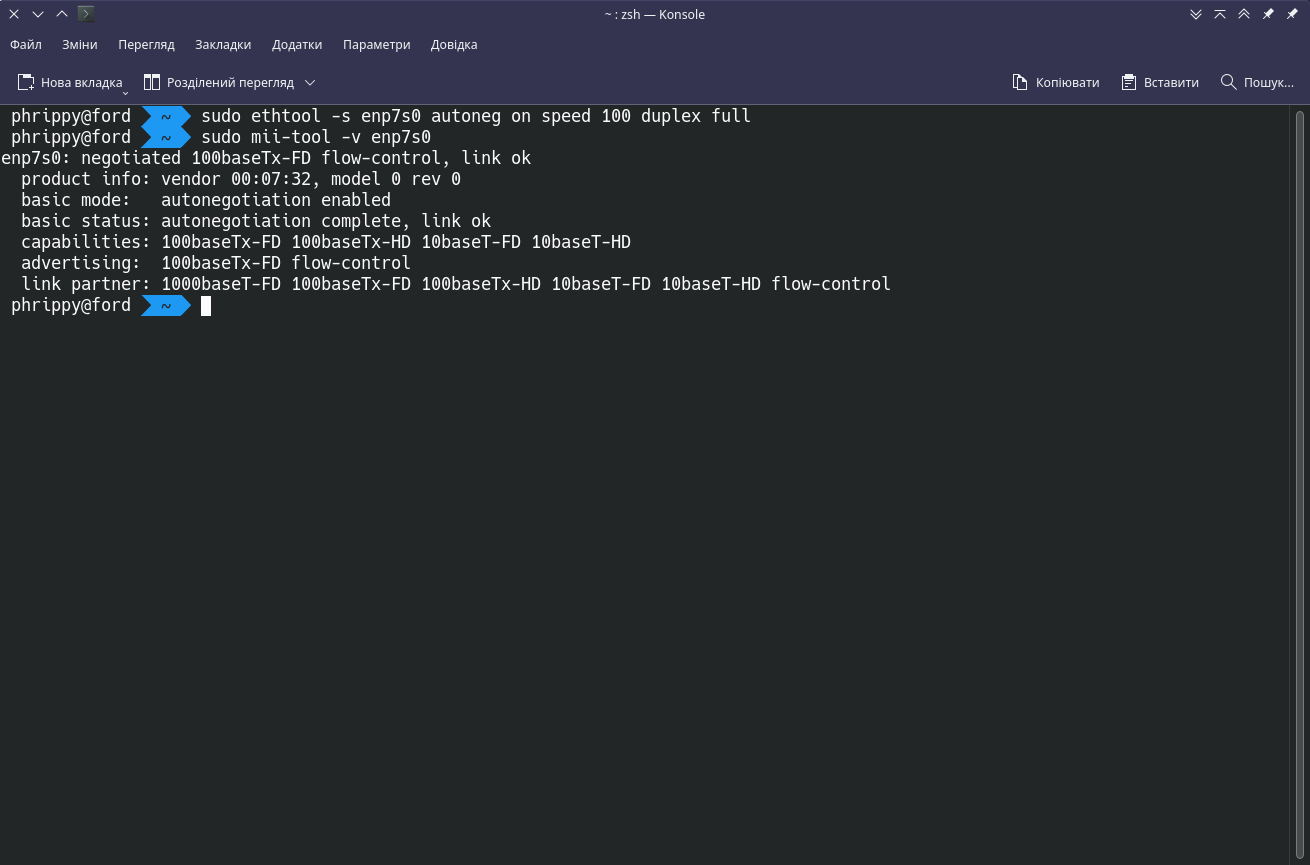 ~ : zsh — Konsole
Файл Зміни Перегляд Закладки Додатки Параметри Довідка
Нова вкладка Розділений перегляд Копіювати Вставити Пошук...
phrippy@ford ~ sudo ethtool -s enp7s0 autoneg on speed 100 duplex full
phrippy@ford ~ sudo mii-tool -v enp7s0
enp7s0: negotiated 100baseTx-FD flow-control, link ok
  product info: vendor 00:07:32, model 0 rev 0
  basic mode:   autonegotiation enabled
  basic status: autonegotiation complete, link ok
  capabilities: 100baseTx-FD 100baseTx-HD 10baseT-FD 10baseT-HD
  advertising:  100baseTx-FD flow-control
  link partner: 1000baseT-FD 100baseTx-FD 100baseTx-HD 10baseT-FD 10baseT-HD flow-control
phrippy@ford ~